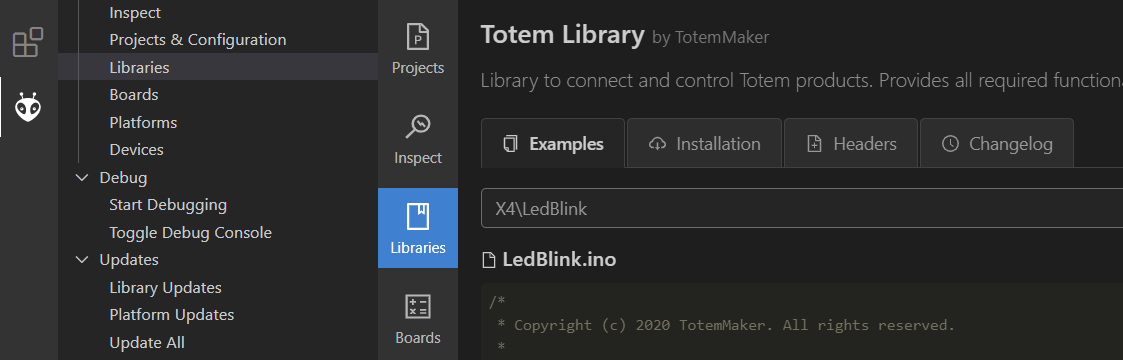 Inspect
Projects & Configuration
Libraries
Boards
Platforms
Devices
Debug
Start Debugging
Toggle Debug Console
Updates
Library Updates
Platform Updates
Update All
Projects
Inspect
Libraries
Boards
Totem Library by TotemMaker
Library to connect and control Totem products. Provides all required
Examples Installation Headers Changelog
X4\LedBlink
LedBlink.ino
/*
* Copyright (c) 2020 TotemMaker. All rights reserved.
*